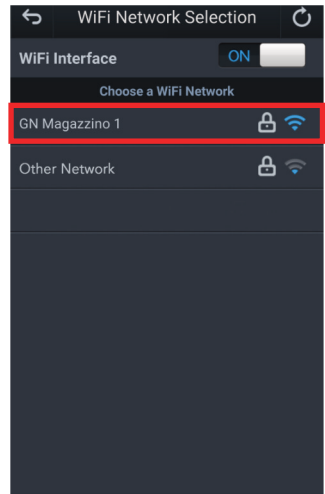 WiFi Network Selection
WiFi Interface ON
Choose a WiFi Network
GN Magazzino 1
Other Network